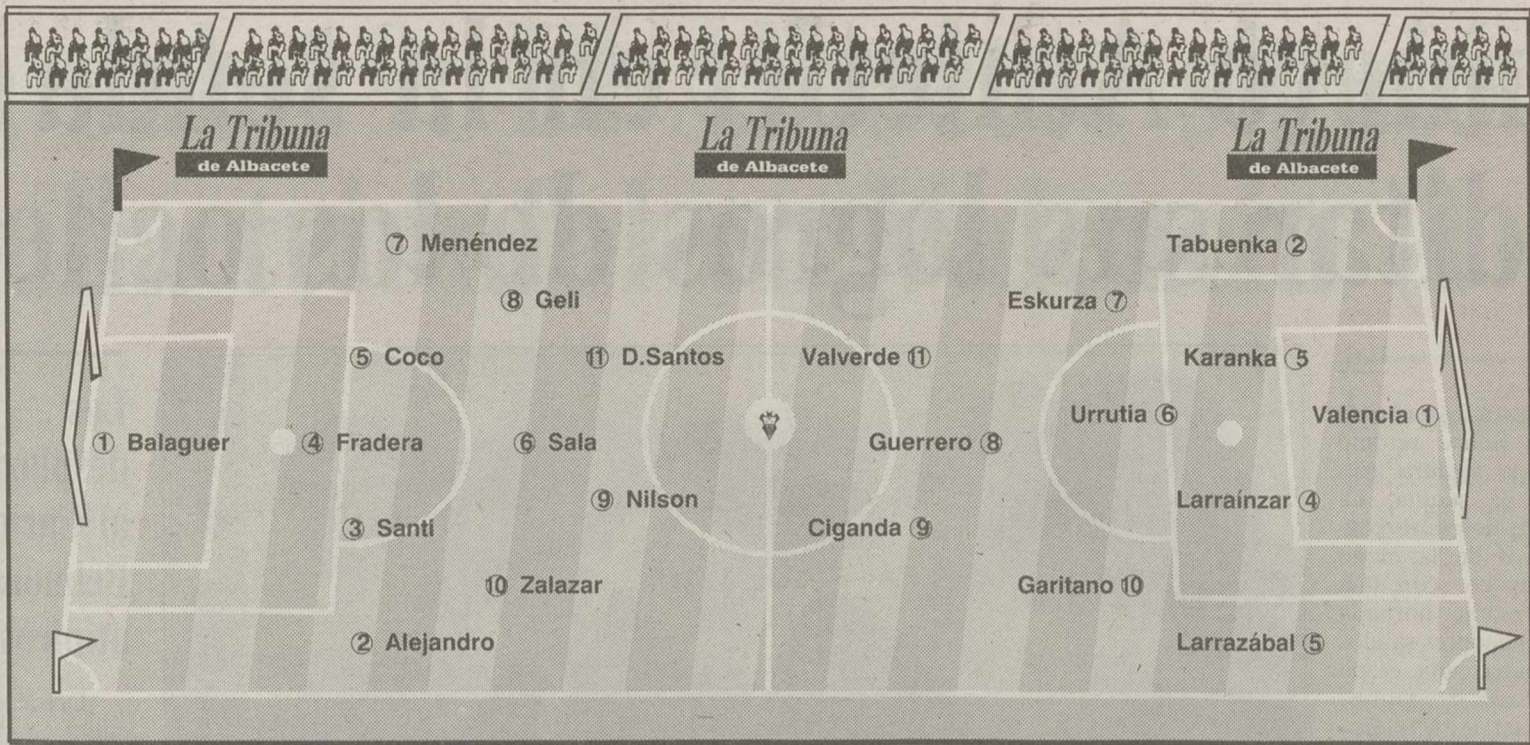 La Tribuna
de Albacete
La Tribuna
de Albacete
La Tribuna
de Albacete
⑦ Menéndez
Tabuenka ②
⑧ Geli
Eskurza ⑦
⑤ Coco
⑪ D.Santos
Valverde ⑪
Karanka ⑤
① Balaguer
④ Fradera
⑥ Sala
Guerrero ⑧
Urrutia ⑥
Valencia ①
③ Santi
⑨ Nilson
Ciganda ⑨
Larraínzar ④
⑩ Zalazar
Garitano ⑩
② Alejandro
Larrazábal ⑤